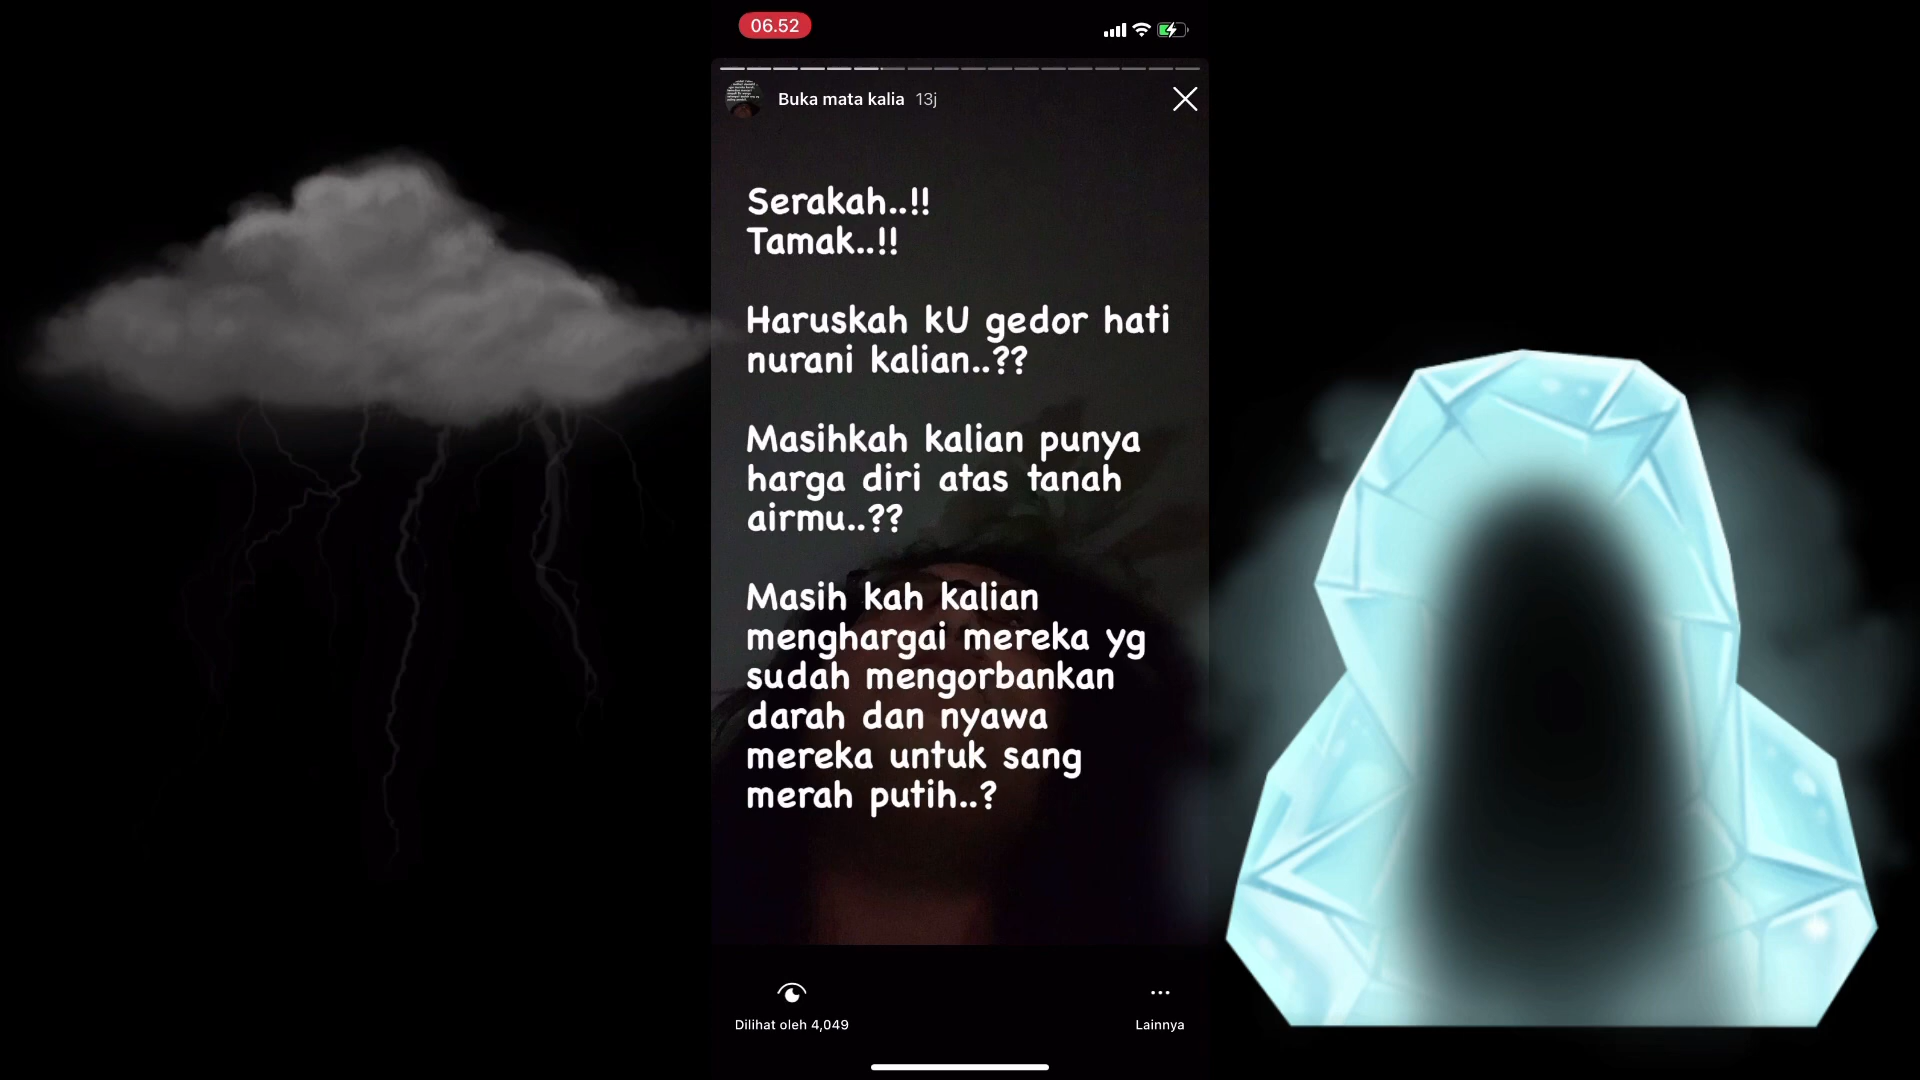 06.52
Buka mata kalia 13j
Serakah..!!
Tamak..!!
Haruskah kU gedor hati
nurani kalian..??
Masihkah kalian punya
harga diri atas tanah
airmu..??
Masih kah kalian
menghargai mereka yg
sudah mengorbankan
darah dan nyawa
mereka untuk sang
merah putih..?
Dilihat oleh 4,049
Lainnya